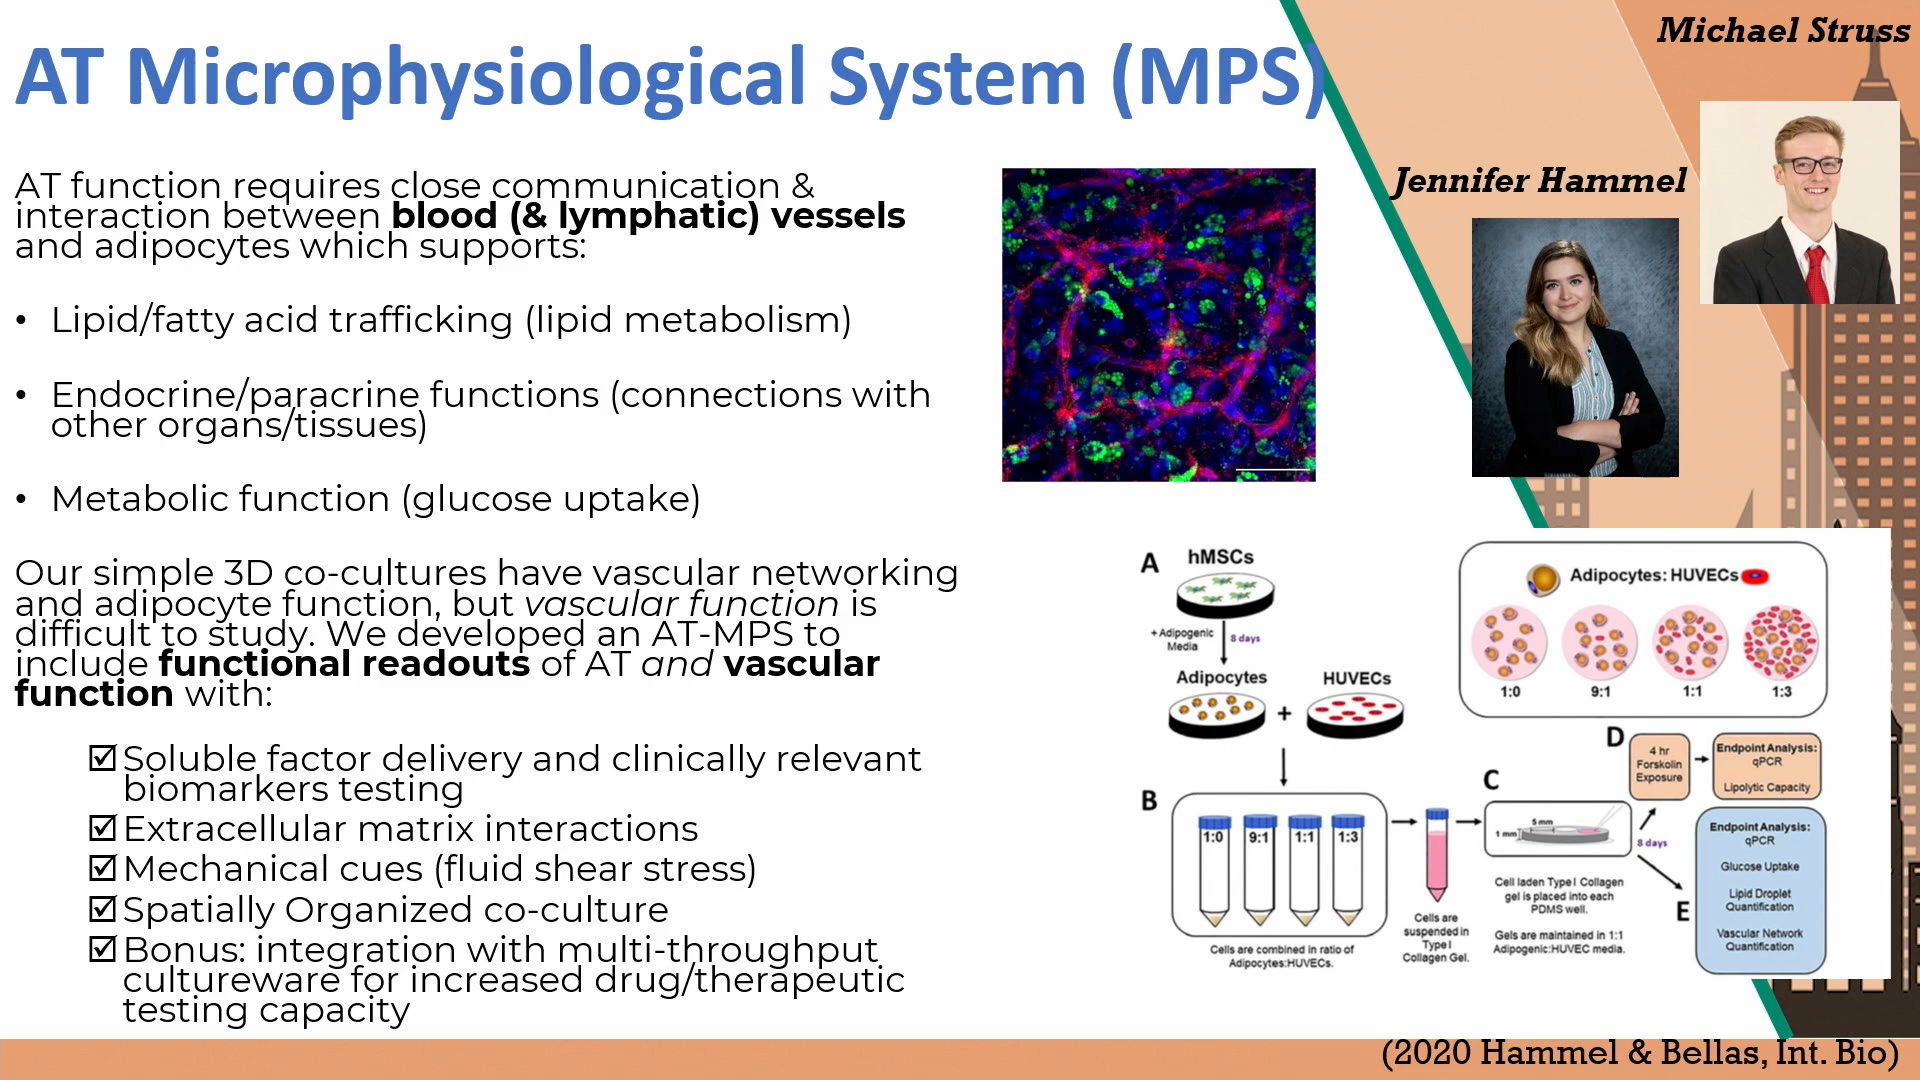 AT Microphysiological System (MPS)
Michael Struss
Jennifer Hammel
AT function requires close communication &
interaction between blood (& lymphatic) vessels
and adipocytes which supports:
• Lipid/fatty acid trafficking (lipid metabolism)
• Endocrine/paracrine functions (connections with
other organs/tissues)
• Metabolic function (glucose uptake)
Our simple 3D co-cultures have vascular networking
and adipocyte function, but vascular function is
difficult to study. We developed an AT-MPS to
include functional readouts of AT and vascular
function with:
☑ Soluble factor delivery and clinically relevant
biomarkers testing
☑ Extracellular matrix interactions
☑ Mechanical cues (fluid shear stress)
☑ Spatially Organized co-culture
☑ Bonus: integration with multi-throughput
cultureware for increased drug/therapeutic
testing capacity
A
hMSCs
+ Adipogenic
Media
8 days
Adipocytes
+
HUVECs
Adipocytes: HUVECs
1:0
9:1
1:1
1:3
B
1:0
9:1
1:1
1:3
Cells are combined in ratio of
Adipocytes:HUVECs.
Cells are
suspended in
Type I
Collagen Gel.
C
5 mm
1 mm
Cell laden Type I Collagen
gel is placed into each
PDMS well.
Gels are maintained in 1:1
Adipogenic:HUVEC media.
8 days
D
4 hr
Forskolin
Exposure
Endpoint Analysis:
qPCR
Lipolytic Capacity
E
Endpoint Analysis:
qPCR
Glucose Uptake
Lipid Droplet
Quantification
Vascular Network
Quantification
(2020 Hammel & Bellas, Int. Bio)